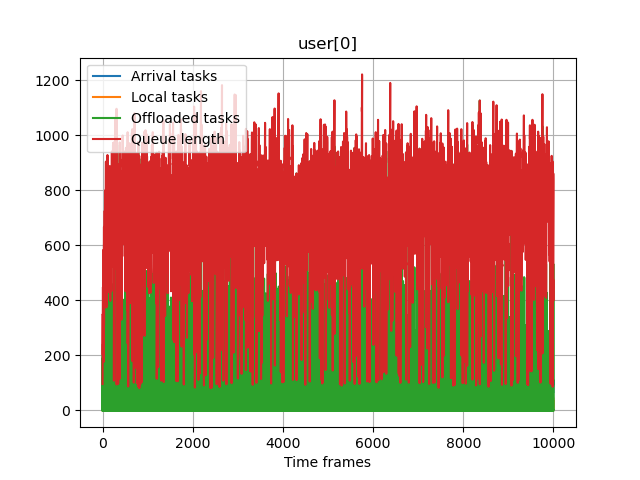 user[0]
Arrival tasks
Local tasks
Offloaded tasks
Queue length
1200
1000
800
600
400
200
0
0 2000 4000 6000 8000 10000
Time frames